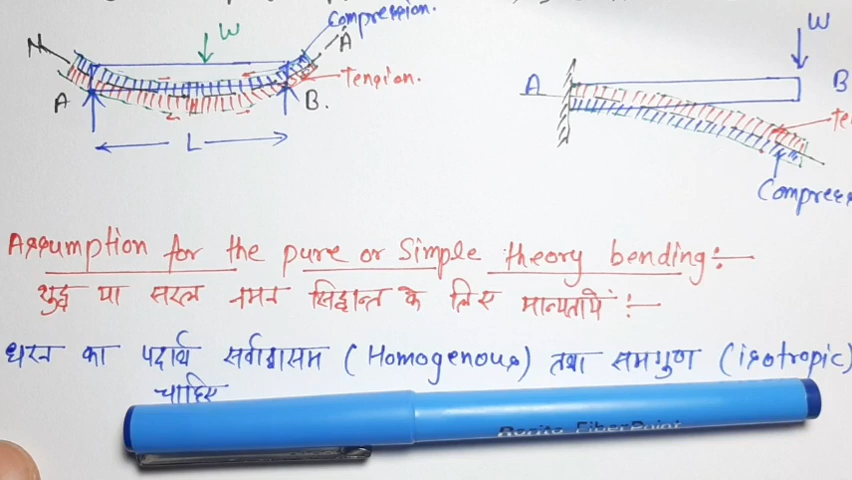 Compression.
W
N
A
Tension.
A
B.
L
W
A
B
Te
Compress
Assumption for the pure or Simple theory bending:—
शुद्ध या सरल नमन सिद्धान्त के लिए मान्यतायें :—
धरन का पदार्थ सर्वांगसम (Homogenous) तथा समगुण (isotropic)
चाहिए